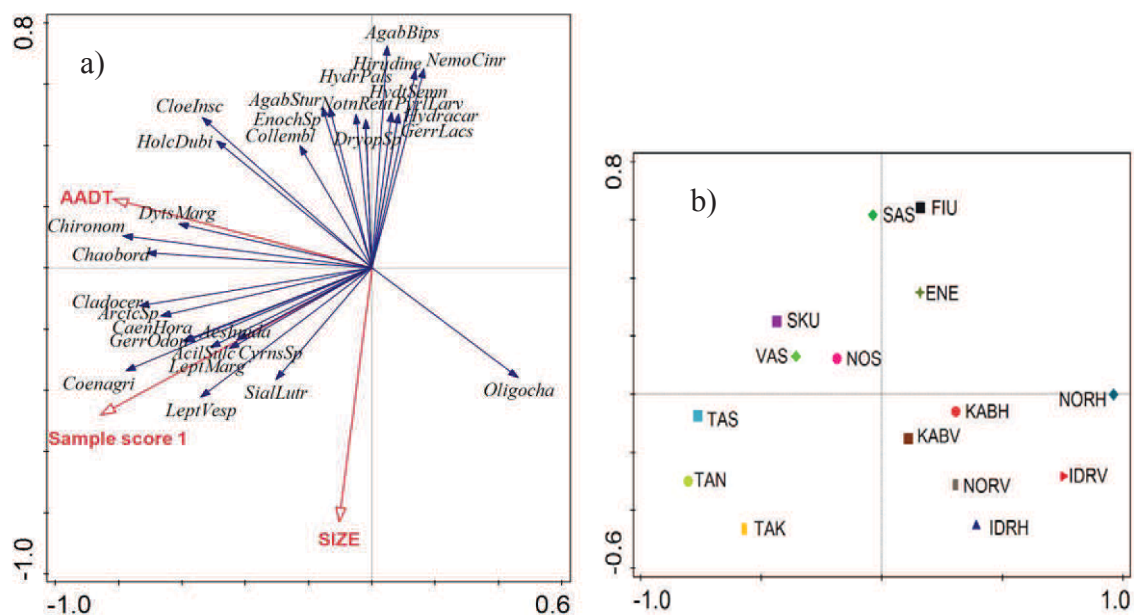 a)
0.8
AgabBips
Hirudine
NemoCinr
HydrPals
CloeInsc
AgabStur
NotnReut
PyrlLarv
EnochSp
Hydracar
HolcDubi
Collembl
DryopSp
GerrLacs
AADT
DytsMarg
Chironom
Chaobord
Cladocer
ArctcSp
CaenHora
Aeshnida
GerrOdon
AcilSulc
CyrnsSp
LeptMarg
Coenagri
SialLutr
Oligocha
LeptVesp
Sample score 1
SIZE
-1.0
-1.0
0.6
b)
0.8
SAS
FIU
ENE
SKU
VAS
NOS
NORH
KABH
TAS
KABV
TAN
NORV
IDRV
TAK
IDRH
-0.6
-1.0
1.0